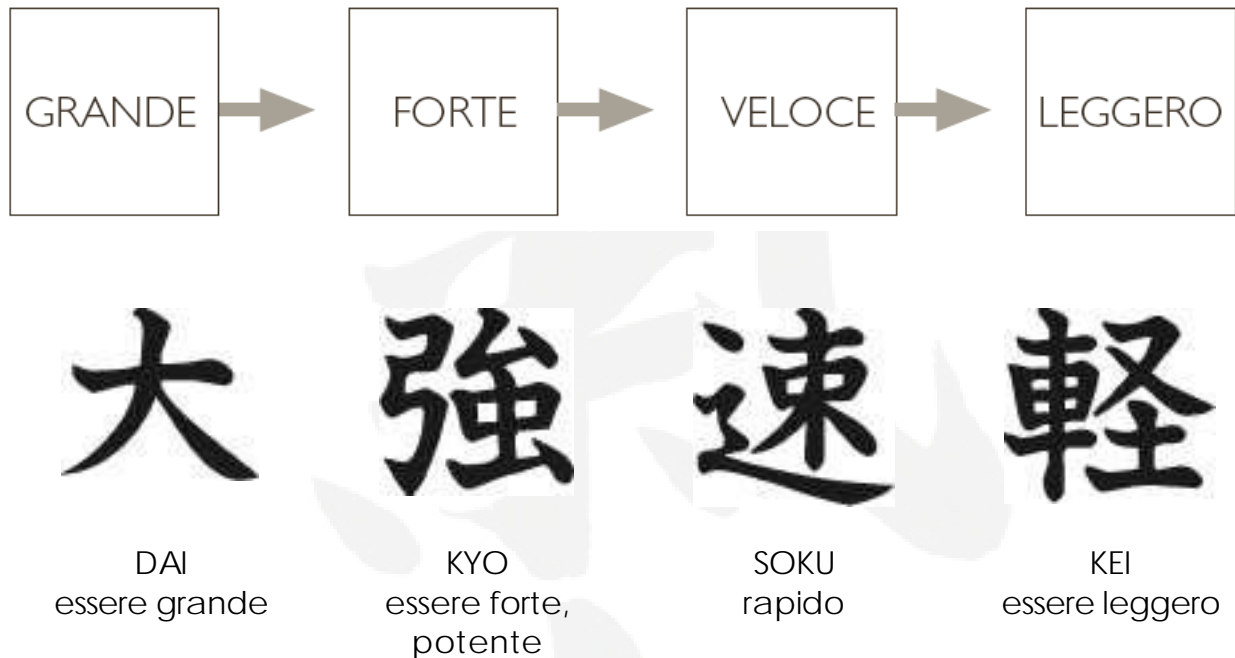 GRANDE
FORTE
VELOCE
LEGGERO
大
強
速
軽
DAI
essere grande
KYO
essere forte,
potente
SOKU
rapido
KEI
essere leggero